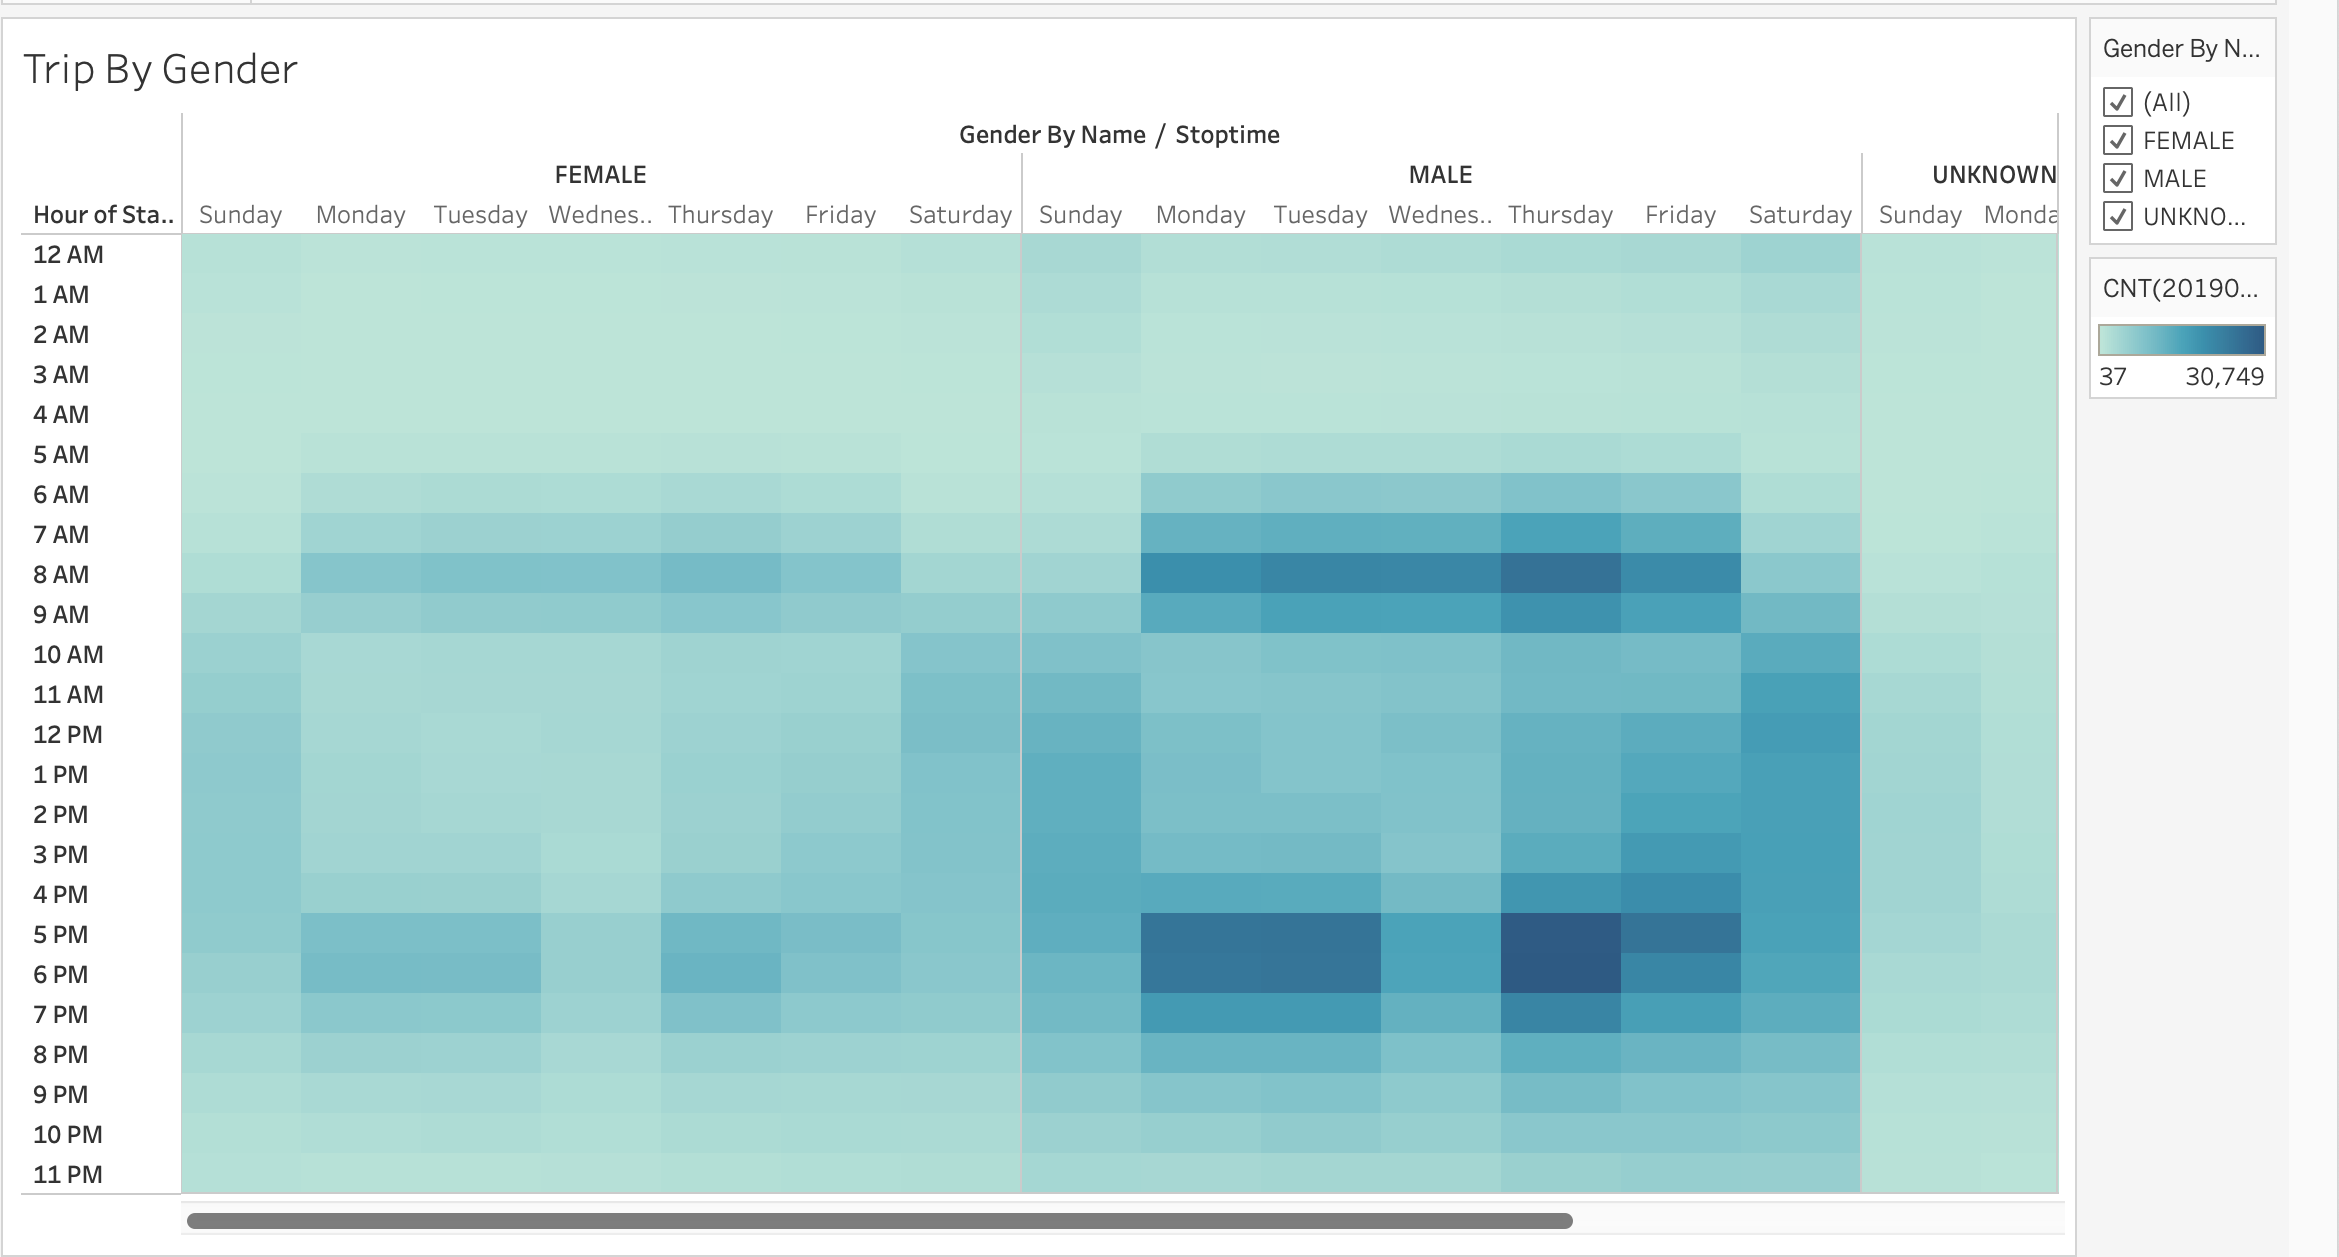 Trip By Gender
Gender By Name / Stoptime
FEMALE MALE UNKNOWN
Hour of Sta.. Sunday Monday Tuesday Wednes.. Thursday Friday Saturday Sunday Monday Tuesday Wednes.. Thursday Friday Saturday Sunday Monda
12 AM
1 AM
2 AM
3 AM
4 AM
5 AM
6 AM
7 AM
8 AM
9 AM
10 AM
11 AM
12 PM
1 PM
2 PM
3 PM
4 PM
5 PM
6 PM
7 PM
8 PM
9 PM
10 PM
11 PM
Gender By N...
(All)
FEMALE
MALE
UNKNO...
CNT(20190...
37 30,749